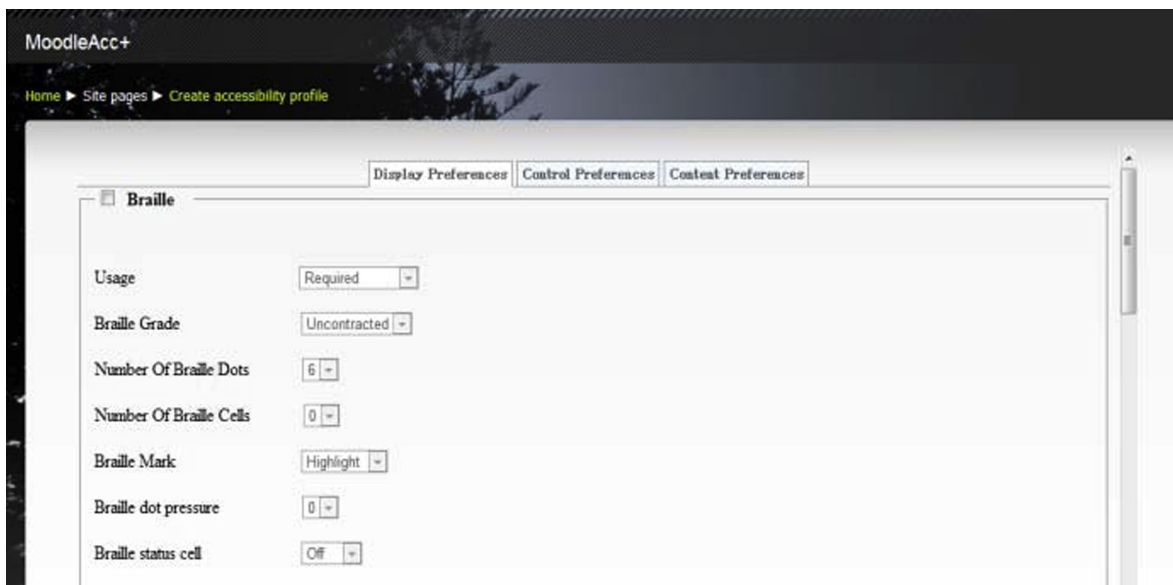 MoodleAcc+
Home ► Site pages ► Create accessibility profile
Display Preferences Control Preferences Content Preferences
Braille
Usage Required
Braille Grade Uncontracted
Number Of Braille Dots 6
Number Of Braille Cells 0
Braille Mark Highlight
Braille dot pressure 0
Braille status cell Off